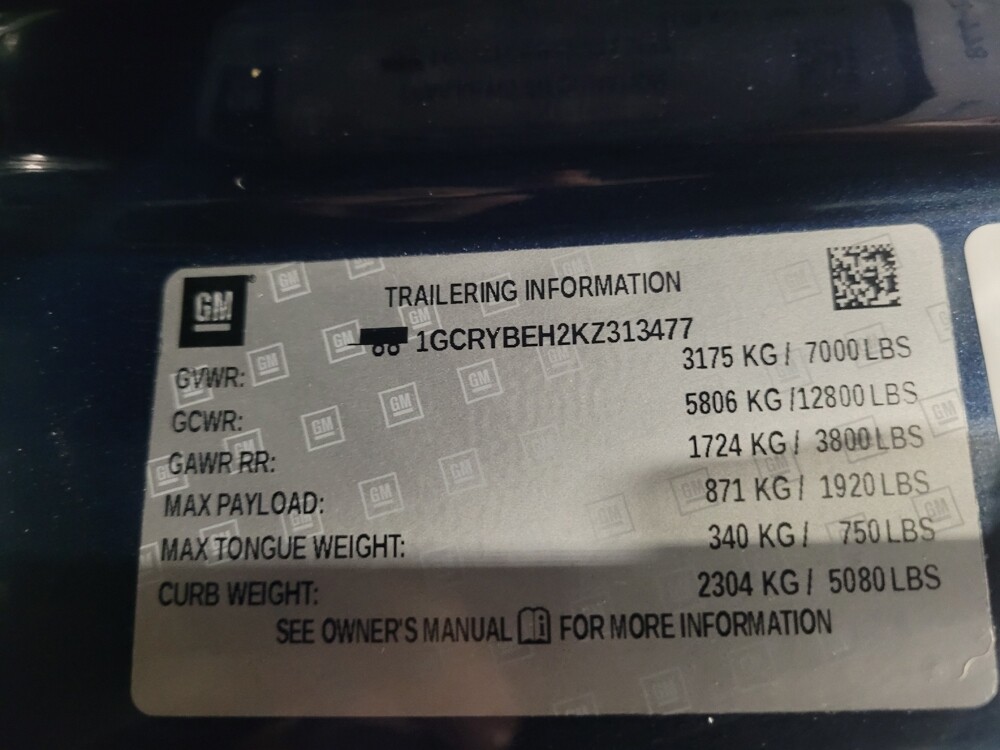 GM
TRAILERING INFORMATION
1GCRYBEH2KZ313477
GVWR: 3175 KG / 7000 LBS
GCWR: 5806 KG /12800 LBS
GAWR RR: 1724 KG / 3800 LBS
MAX PAYLOAD: 871 KG / 1920 LBS
MAX TONGUE WEIGHT: 340 KG / 750 LBS
CURB WEIGHT: 2304 KG / 5080 LBS
SEE OWNER'S MANUAL FOR MORE INFORMATION